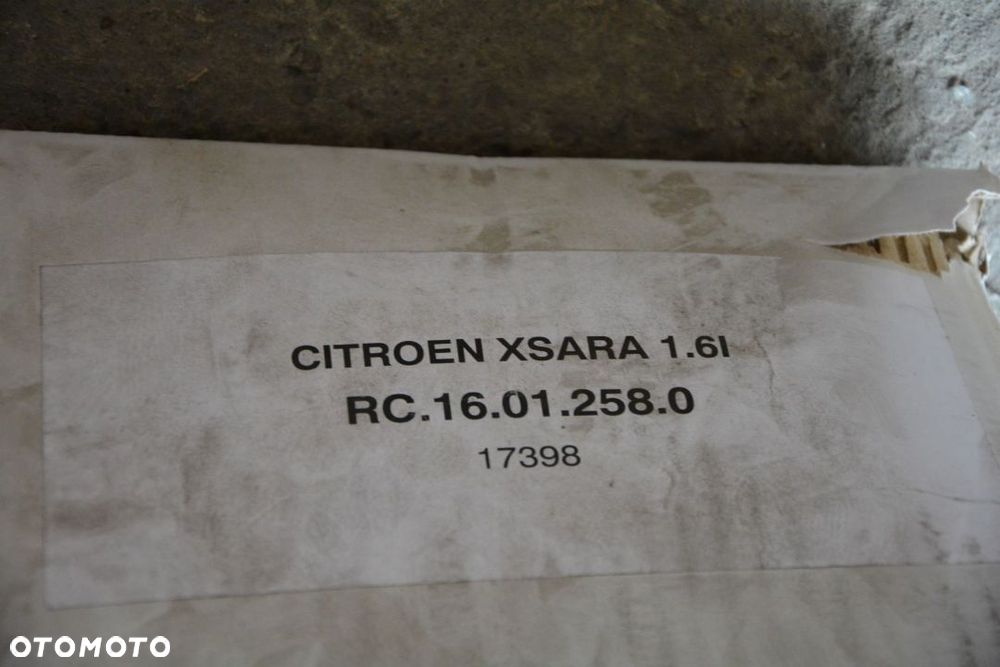 CITROEN XSARA 1.6I
RC.16.01.258.0
17398
OTOMOTO